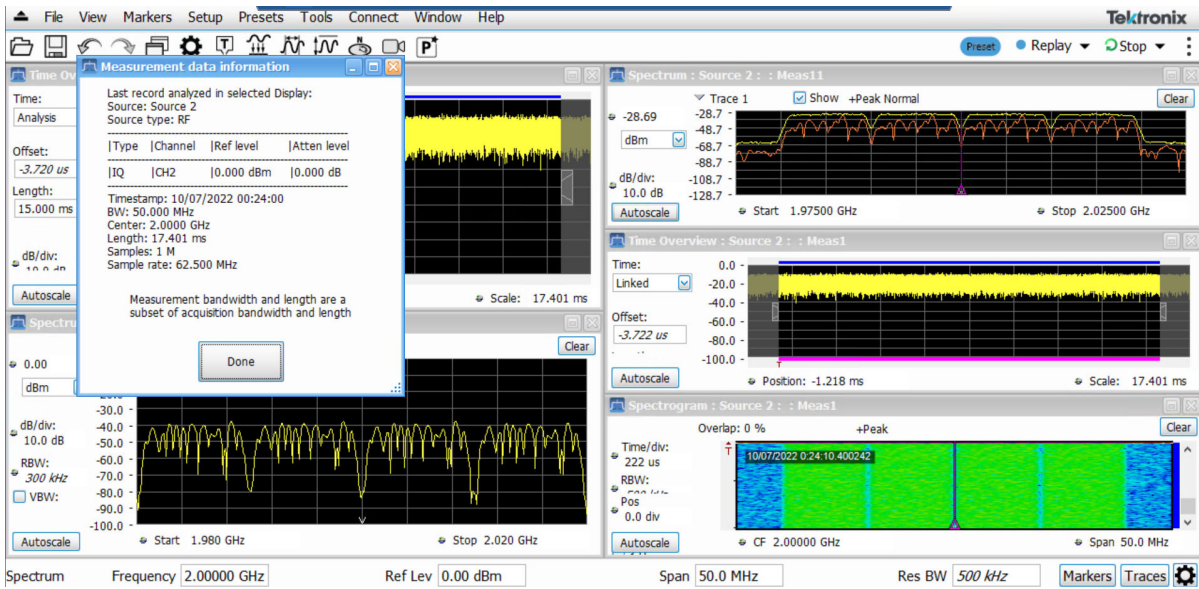 File View Markers Setup Presets Tools Connect Window Help
Tektronix
Preset Replay Stop
Time Ov
Time:
Analysis
Offset:
-3.720 us
Length:
15.000 ms
dB/div:
Autoscale
Scale: 17.401 ms
Measurement data information
Last record analyzed in selected Display:
Source: Source 2
Source type: RF
|Type |Channel |Ref level |Atten level
|IQ |CH2 |0.000 dBm |0.000 dB
Timestamp: 10/07/2022 00:24:00
BW: 50.000 MHz
Center: 2.0000 GHz
Length: 17.401 ms
Samples: 1 M
Sample rate: 62.500 MHz
Measurement bandwidth and length are a
subset of acquisition bandwidth and length
Done
Spectru
Clear
0.00
dBm
-30.0
-40.0
-50.0
-60.0
-70.0
-80.0
-90.0
-100.0
dB/div:
10.0 dB
RBW:
300 kHz
VBW:
Autoscale
Start 1.980 GHz
Stop 2.020 GHz
Spectrum : Source 2 : : Meas11
Trace 1 Show +Peak Normal
Clear
-28.69
dBm
dB/div:
10.0 dB
-28.7
-48.7
-68.7
-88.7
-108.7
-128.7
Autoscale
Start 1.97500 GHz
Stop 2.02500 GHz
Time Overview : Source 2 : : Meas1
Time:
Linked
Offset:
-3.722 us
0.0
-20.0
-40.0
-60.0
-80.0
-100.0
T
Autoscale
Position: -1.218 ms
Scale: 17.401 ms
Spectrogram : Source 2 : : Meas1
Overlap: 0 % +Peak
Clear
Time/div:
222 us
RBW:
Pos
0.0 div
T
10/07/2022 0:24:10.400242
Autoscale
CF 2.00000 GHz
Span 50.0 MHz
Spectrum Frequency 2.00000 GHz Ref Lev 0.00 dBm Span 50.0 MHz Res BW 500 kHz Markers Traces